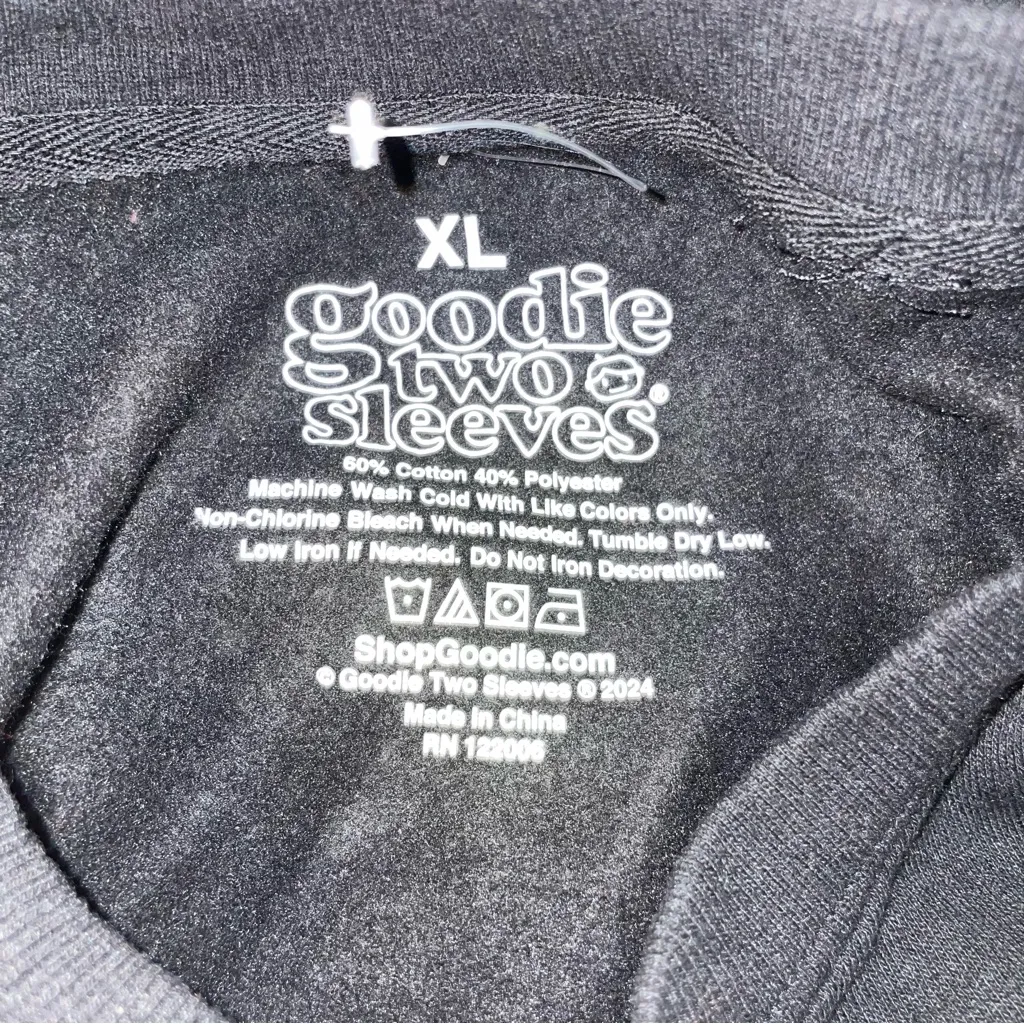 XL
goodie
two
sleeves®
60% Cotton 40% Polyester
Machine Wash Cold With Like Colors Only.
Non-Chlorine Bleach When Needed. Tumble Dry Low.
Low Iron If Needed. Do Not Iron Decoration.
ShopGoodie.com
© Goodie Two Sleeves ® 2024
Made In China
RN 122006